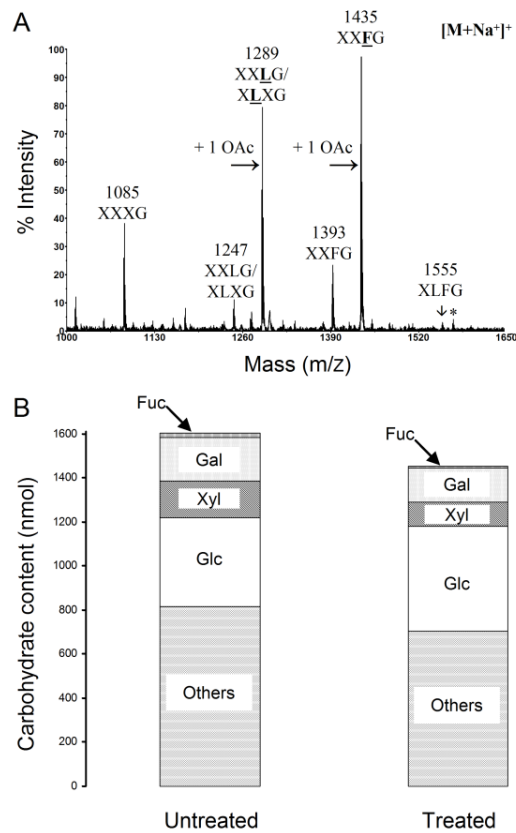 A
[M+Na⁺]⁺
1435
XXFG
1289
XXLG/
XLXG
+ 1 OAc
+ 1 OAc
1085
XXXG
1247
XXLG/
XLXG
1393
XXFG
1555
XLFG
*
% Intensity
100
90
80
70
60
50
40
30
20
10
0
1000 1130 1260 1390 1520 1650
Mass (m/z)
B
Carbohydrate content (nmol)
1600
1400
1200
1000
800
600
400
200
0
Fuc
Gal
Xyl
Glc
Others
Fuc
Gal
Xyl
Glc
Others
Untreated Treated